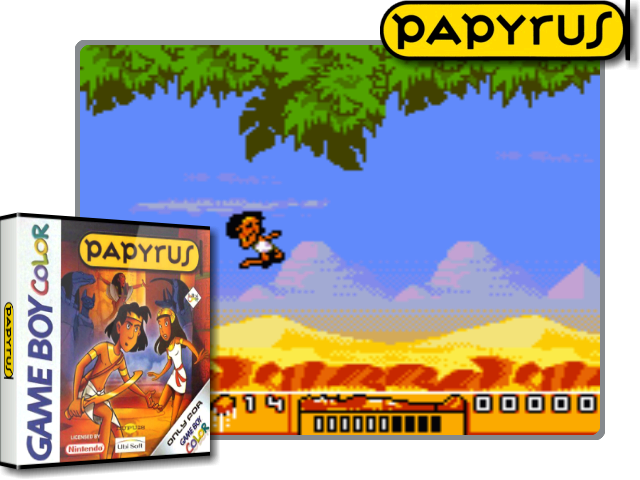 PAPYRUS
14 00000
PAPYRUS
PAPYRUS
GAME BOY COLOR
ONLY FOR
GAME BOY
COLOR
LICENSED BY
Nintendo
Ubi Soft